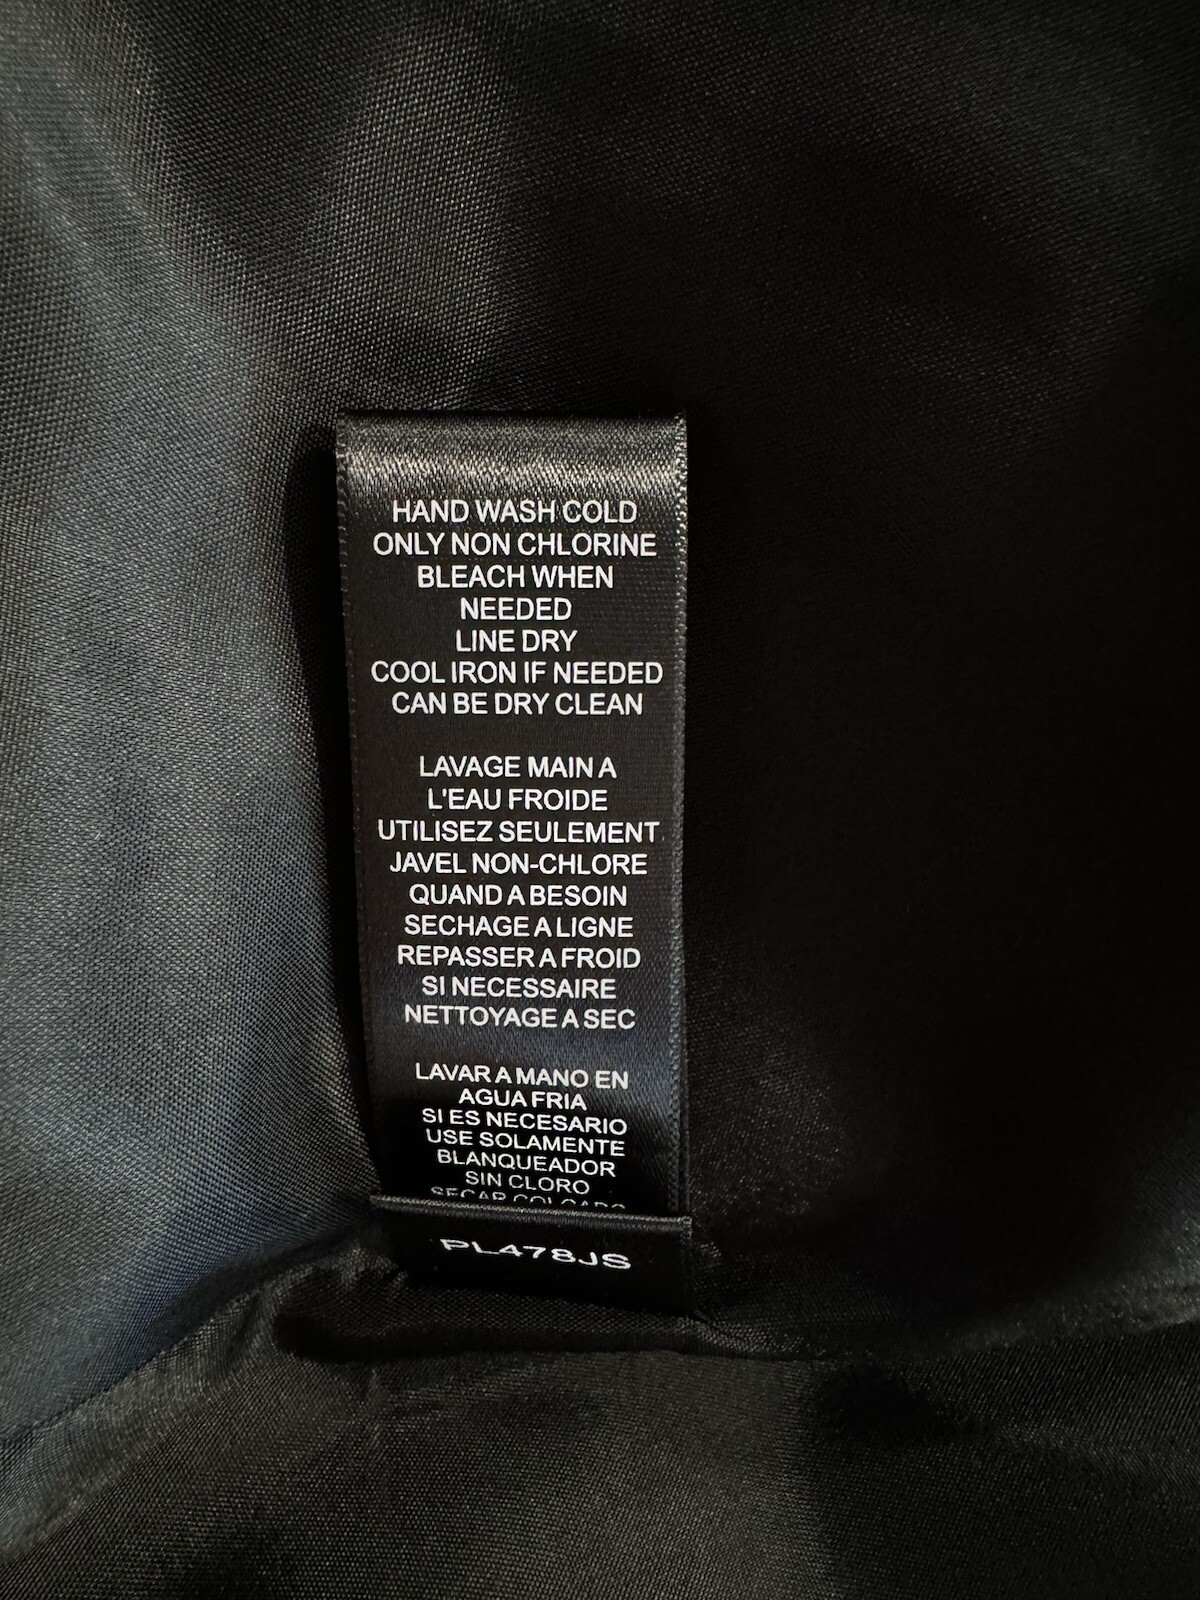 HAND WASH COLD
ONLY NON CHLORINE
BLEACH WHEN
NEEDED
LINE DRY
COOL IRON IF NEEDED
CAN BE DRY CLEAN
LAVAGE MAIN A
L'EAU FROIDE
UTILISEZ SEULEMENT
JAVEL NON-CHLORE
QUAND A BESOIN
SECHAGE A LIGNE
REPASSER A FROID
SI NECESSAIRE
NETTOYAGE A SEC
LAVAR A MANO EN
AGUA FRIA
SI ES NECESARIO
USE SOLAMENTE
BLANQUEADOR
SIN CLORO
SECAR COLGADO
PL478JS